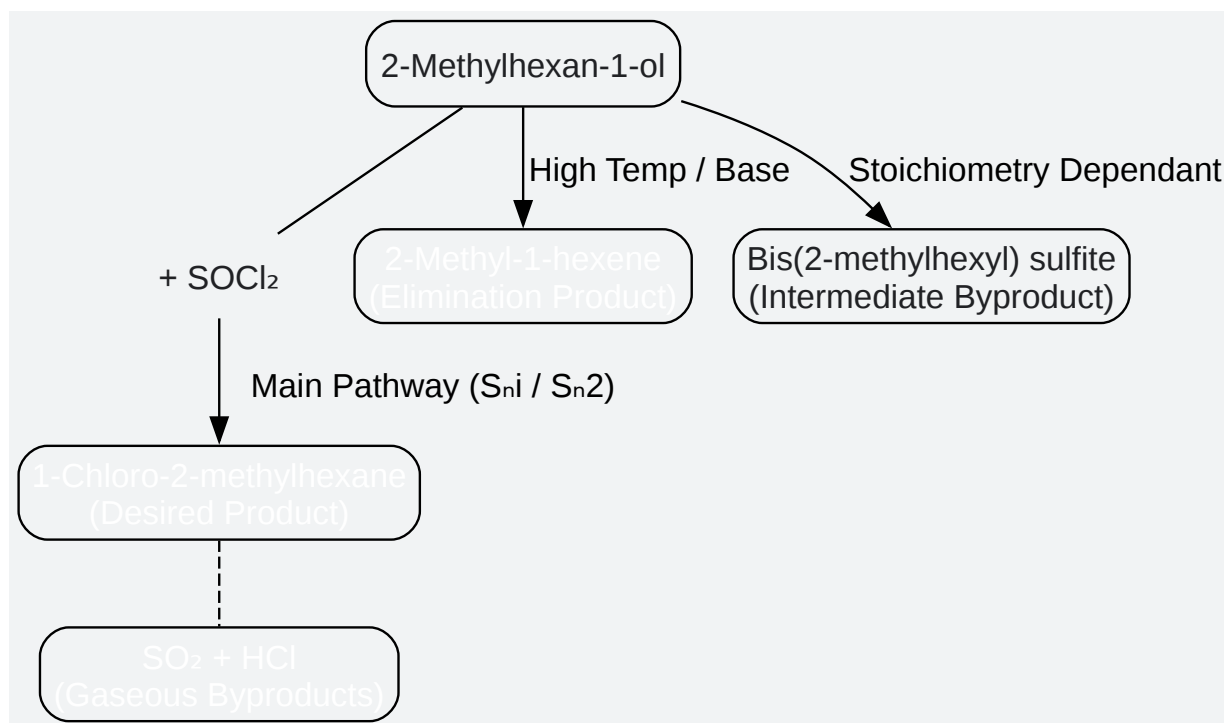 2-Methylhexan-1-ol
High Temp / Base
Stoichiometry Dependant
2-Methyl-1-hexene
(Elimination Product)
Bis(2-methylhexyl) sulfite
(Intermediate Byproduct)
+ SOCl₂
Main Pathway (Sₙi / Sₙ2)
1-Chloro-2-methylhexane
(Desired Product)
SO₂ + HCl
(Gaseous Byproducts)